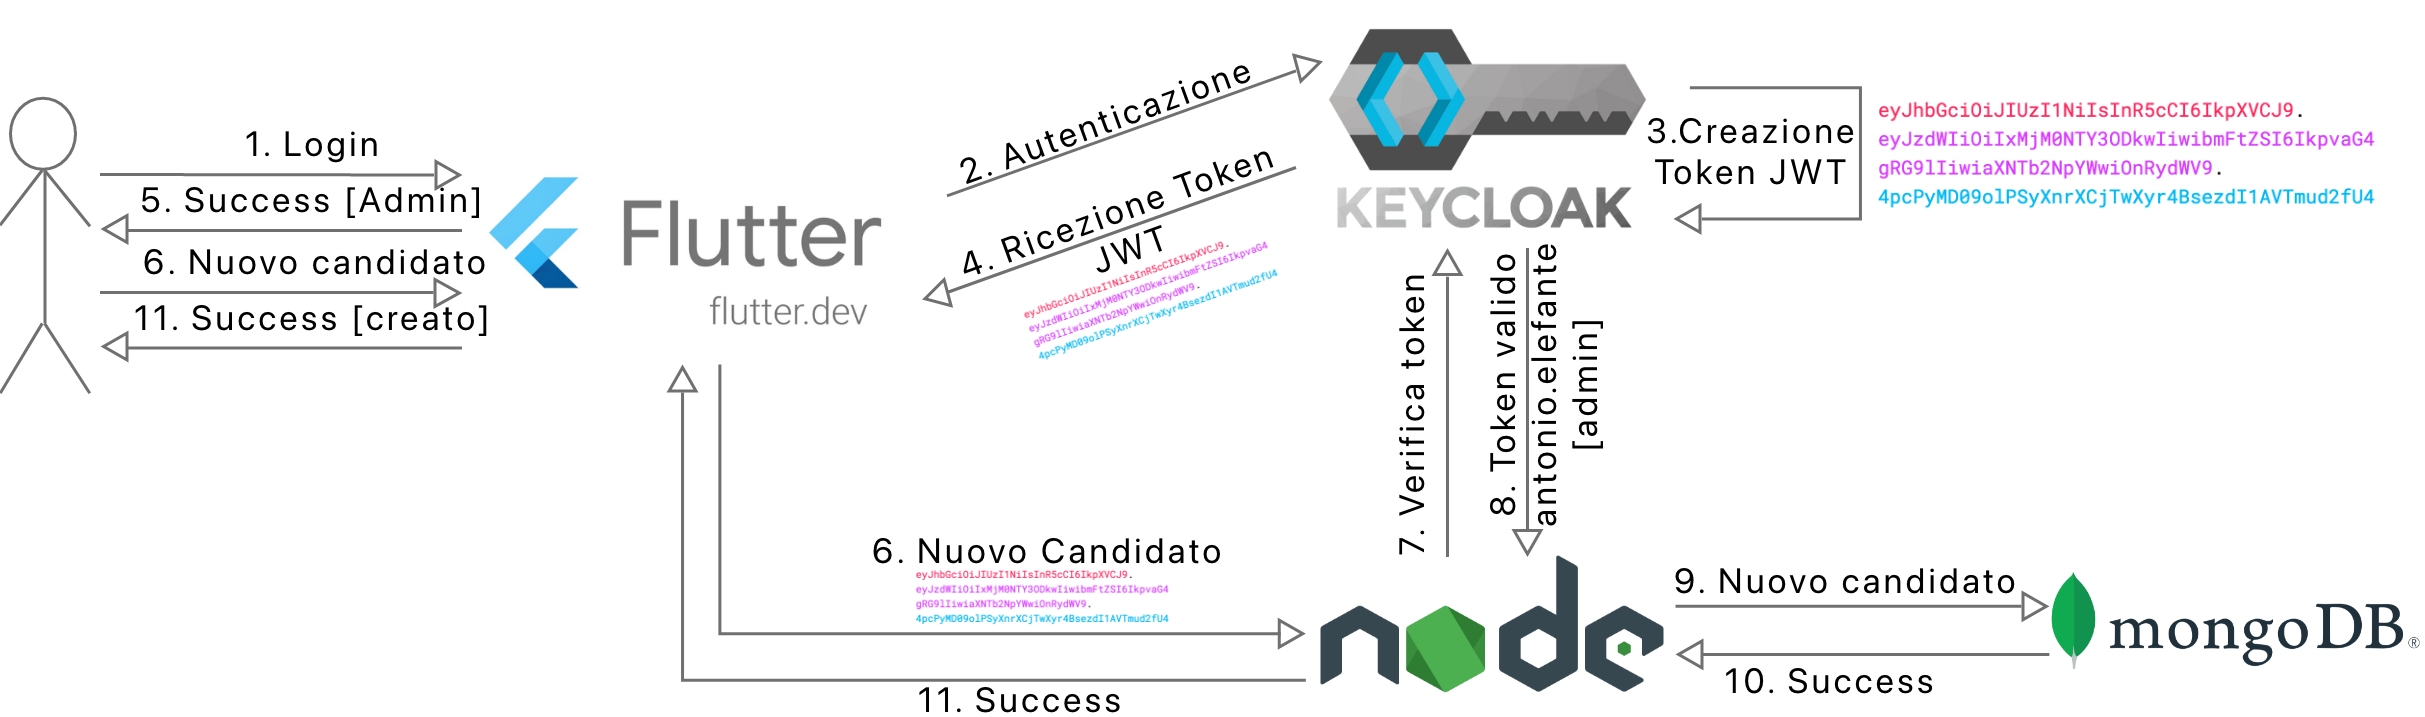 1. Login
5. Success [Admin]
6. Nuovo candidato
11. Success [creato]
Flutter
flutter.dev
2. Autenticazione
4. Ricezione Token
JWT
eyJhbGciOiJIUzI1NiIsInR5cCI6IkpXVCJ9.
eyJzdWIiOiIxMjM0NTY3ODkwIiwibmFtZSI6IkpvaG4
gRG9lIiwiaXNTb2NpYWwiOnRydWV9.
4pcPyMD09olPSyXnrXCjTwXyr4BsezdI1AVTmud2fU4
KEYCLOAK
3.Creazione
Token JWT
eyJhbGciOiJIUzI1NiIsInR5cCI6IkpXVCJ9.
eyJzdWIiOiIxMjM0NTY3ODkwIiwibmFtZSI6IkpvaG4
gRG9lIiwiaXNTb2NpYWwiOnRydWV9.
4pcPyMD09olPSyXnrXCjTwXyr4BsezdI1AVTmud2fU4
7. Verifica token
8. Token valido
antonio.elefante
[admin]
6. Nuovo Candidato
eyJhbGciOiJIUzI1NiIsInR5cCI6IkpXVCJ9.
eyJzdWIiOiIxMjM0NTY3ODkwIiwibmFtZSI6IkpvaG4
gRG9lIiwiaXNTb2NpYWwiOnRydWV9.
4pcPyMD09olPSyXnrXCjTwXyr4BsezdI1AVTmud2fU4
11. Success
node
9. Nuovo candidato
10. Success
mongoDB®